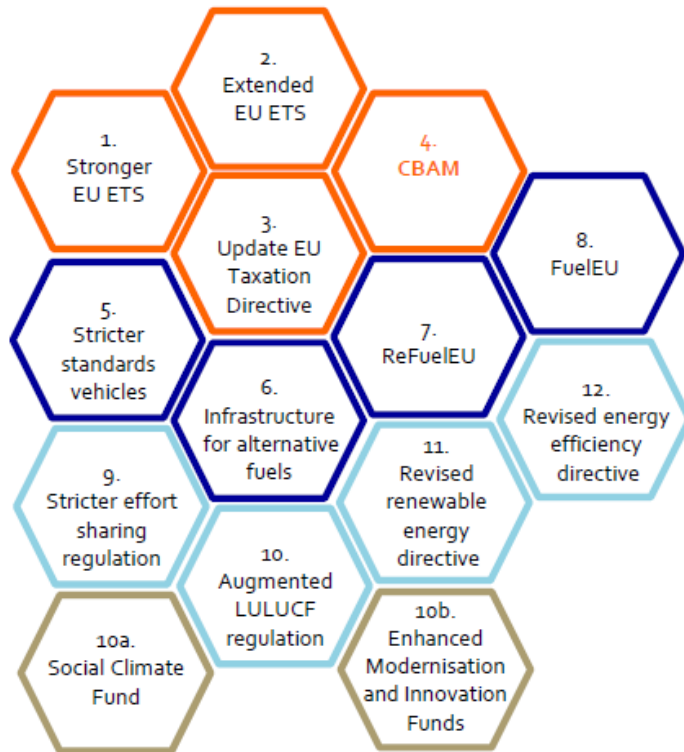 1.
Stronger
EU ETS
2.
Extended
EU ETS
3.
Update EU
Taxation
Directive
4.
CBAM
5.
Stricter
standards
vehicles
6.
Infrastructure
for alternative
fuels
7.
ReFuelEU
8.
FuelEU
9.
Stricter effort
sharing
regulation
10.
Augmented
LULUCF
regulation
11.
Revised
renewable
energy
directive
12.
Revised energy
efficiency
directive
10a.
Social Climate
Fund
10b.
Enhanced
Modernisation
and Innovation
Funds